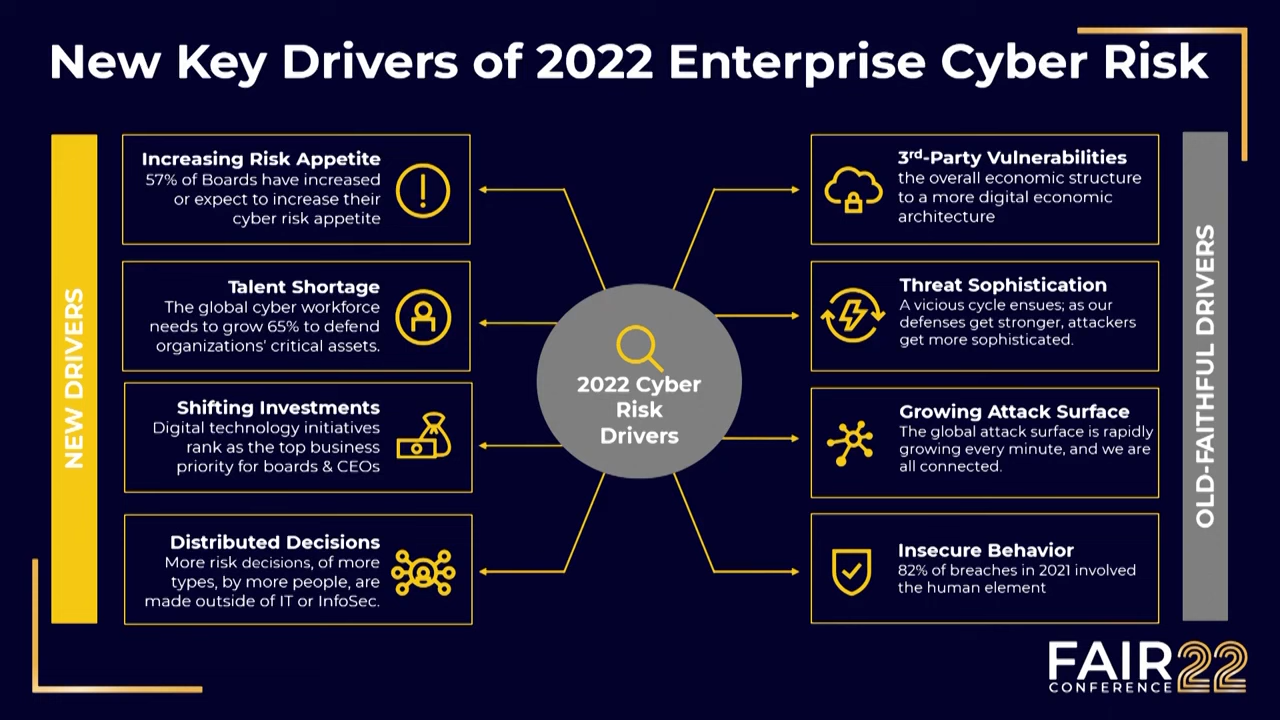 New Key Drivers of 2022 Enterprise Cyber Risk
NEW DRIVERS
Increasing Risk Appetite
57% of Boards have increased
or expect to increase their
cyber risk appetite
Talent Shortage
The global cyber workforce
needs to grow 65% to defend
organizations' critical assets.
Shifting Investments
Digital technology initiatives
rank as the top business
priority for boards & CEOs
Distributed Decisions
More risk decisions, of more
types, by more people, are
made outside of IT or InfoSec.
2022 Cyber
Risk
Drivers
3rd-Party Vulnerabilities
the overall economic structure
to a more digital economic
architecture
Threat Sophistication
A vicious cycle ensues; as our
defenses get stronger, attackers
get more sophisticated.
Growing Attack Surface
The global attack surface is rapidly
growing every minute, and we are
all connected.
Insecure Behavior
82% of breaches in 2021 involved
the human element
OLD-FAITHFUL DRIVERS
FAIR 22
CONFERENCE